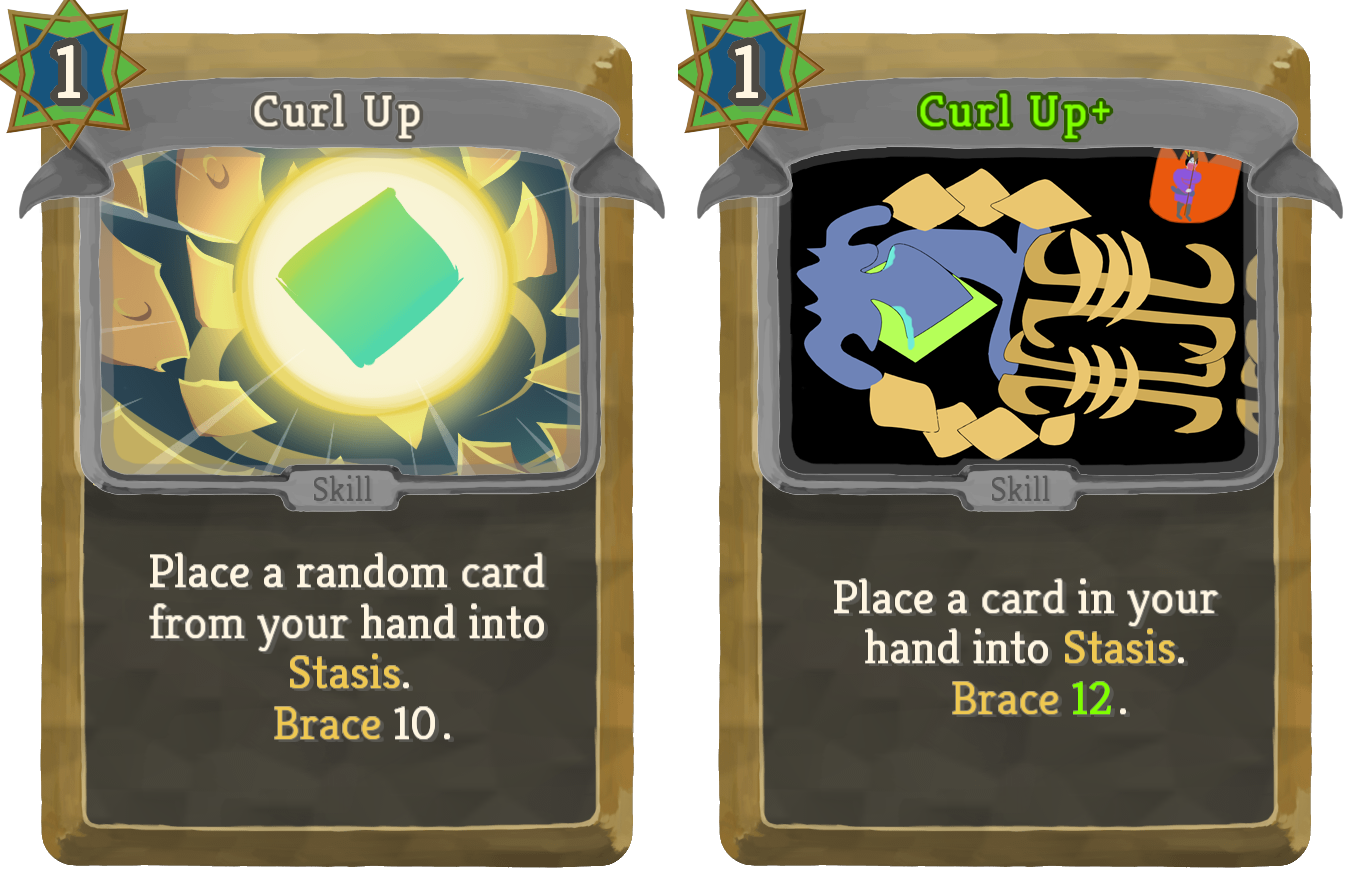 1
Curl Up
Skill
Place a random card
from your hand into
Stasis.
Brace 10.
1
Curl Up+
Skill
Place a card in your
hand into Stasis.
Brace 12.